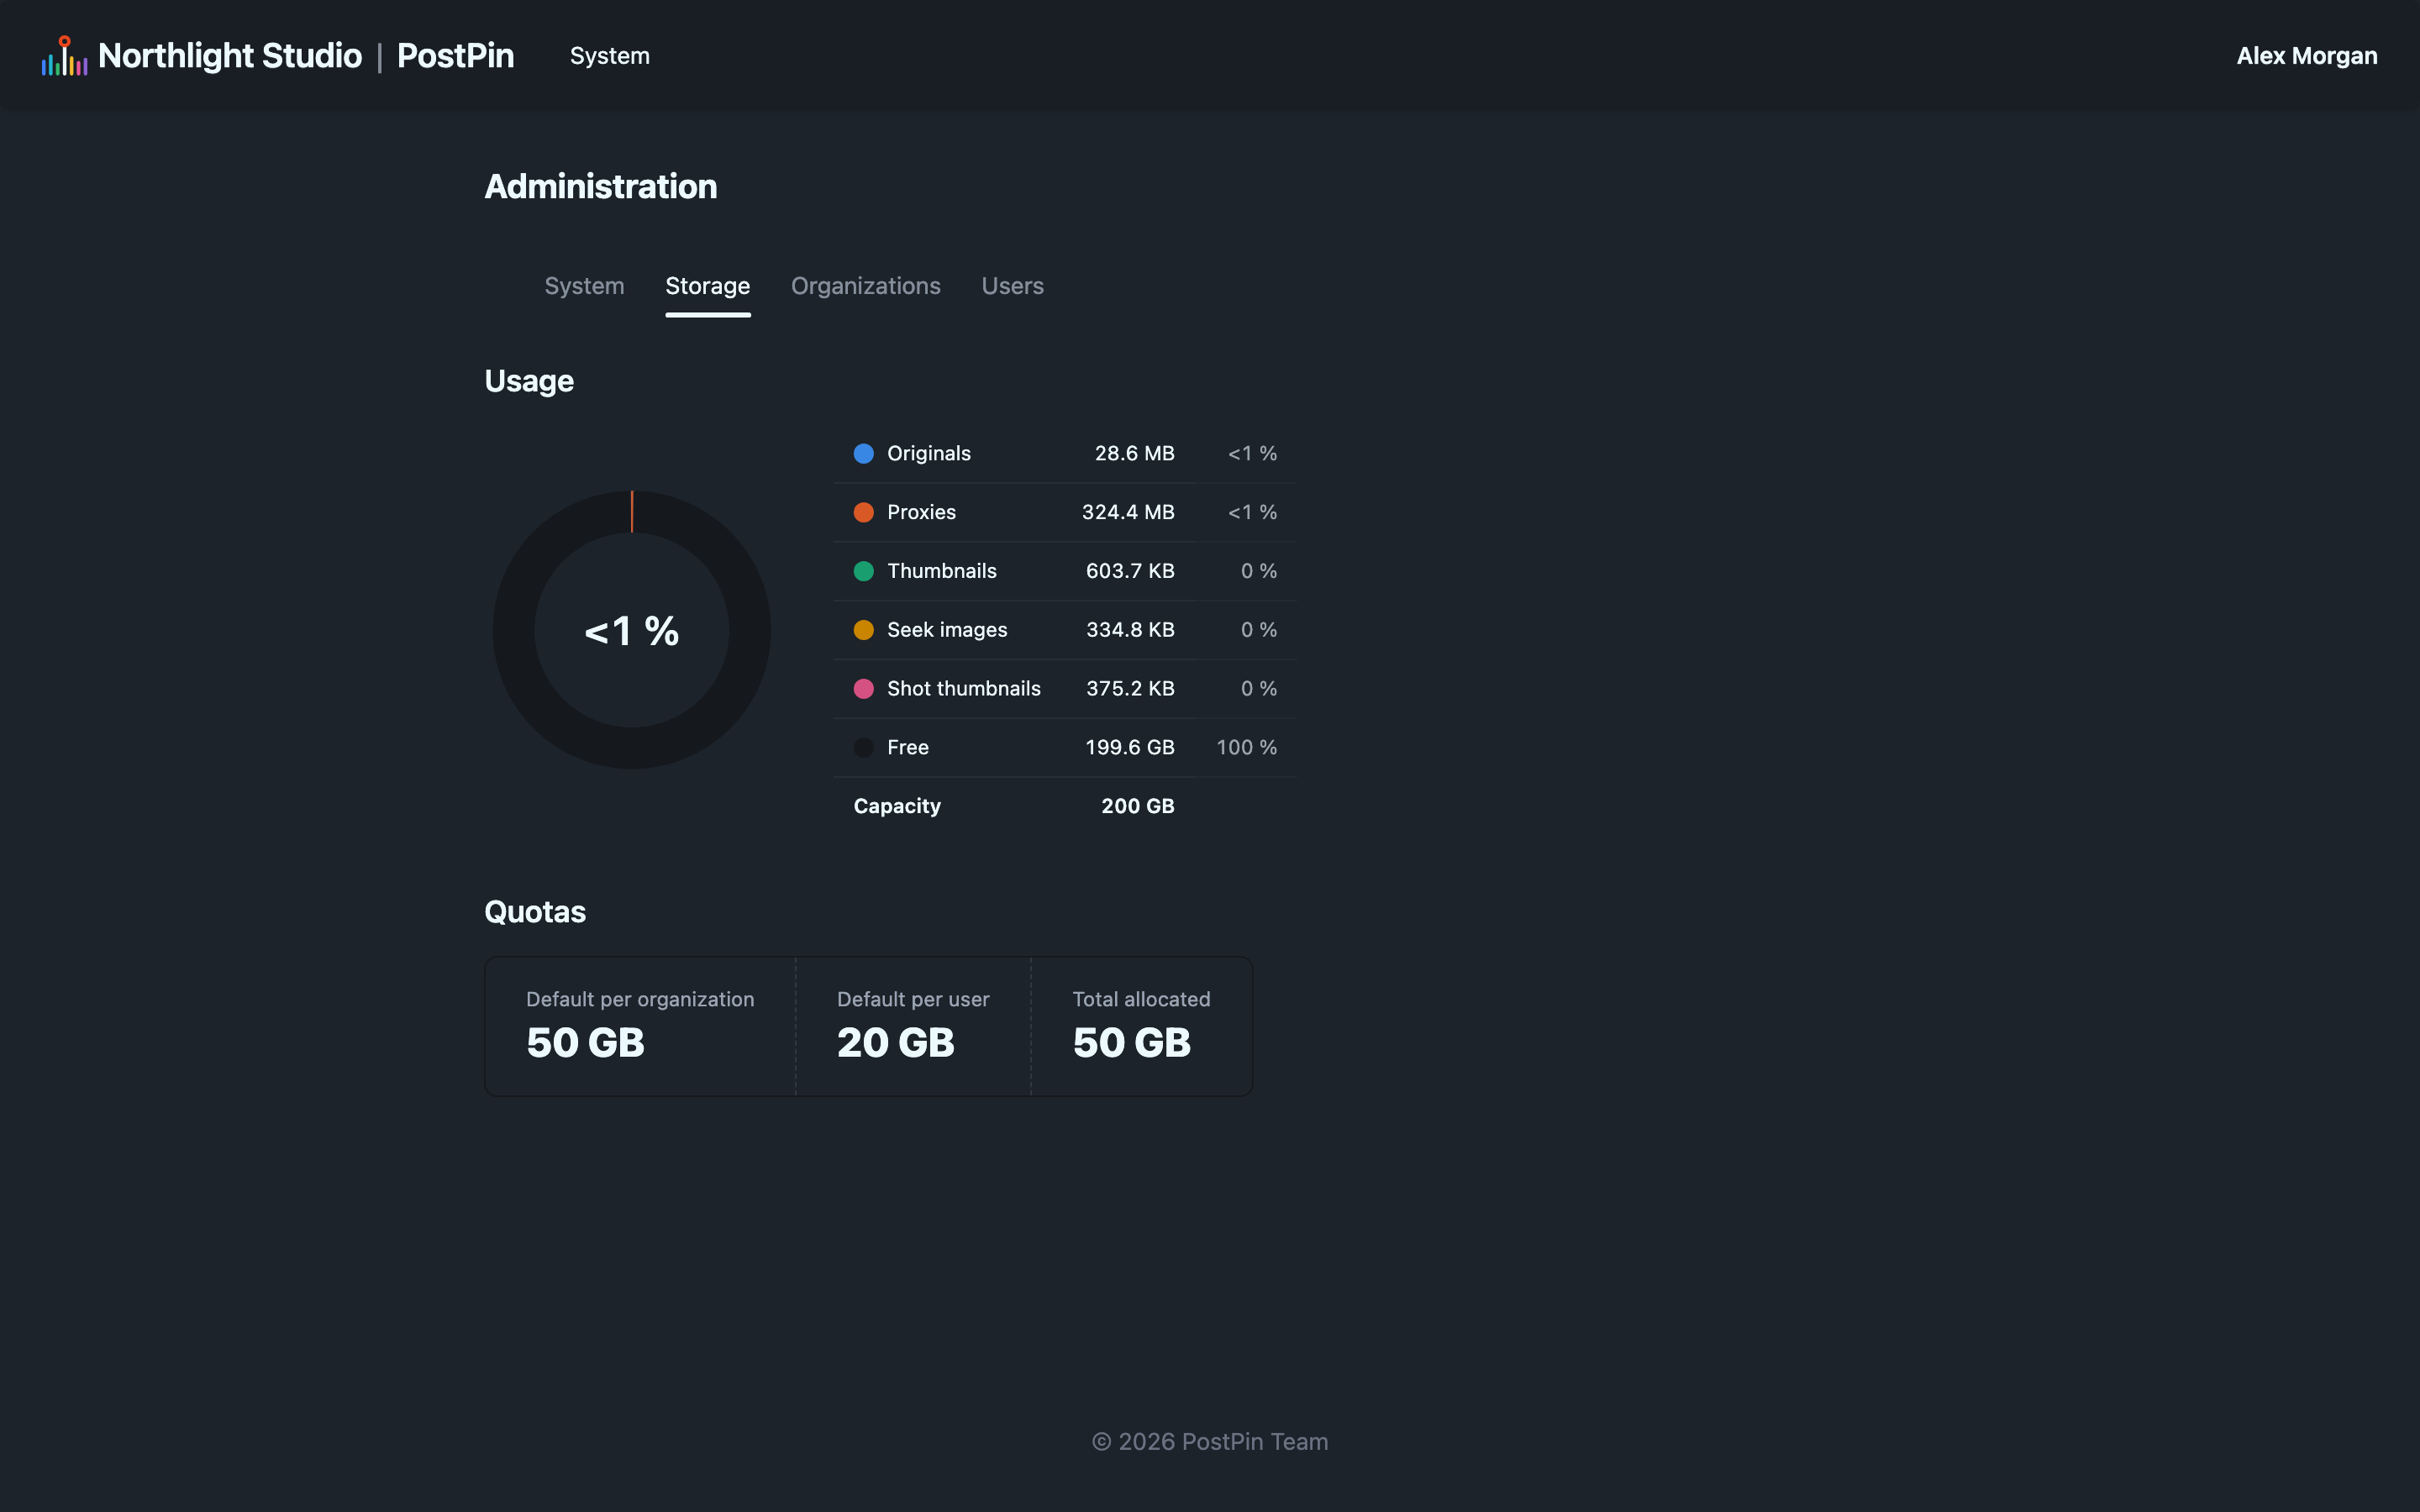 Northlight Studio | PostPin System Alex Morgan
Administration
System Storage Organizations Users
Usage
<1 %
Originals 28.6 MB <1 %
Proxies 324.4 MB <1 %
Thumbnails 603.7 KB 0 %
Seek images 334.8 KB 0 %
Shot thumbnails 375.2 KB 0 %
Free 199.6 GB 100 %
Capacity 200 GB
Quotas
Default per organization Default per user Total allocated
50 GB 20 GB 50 GB
© 2026 PostPin Team